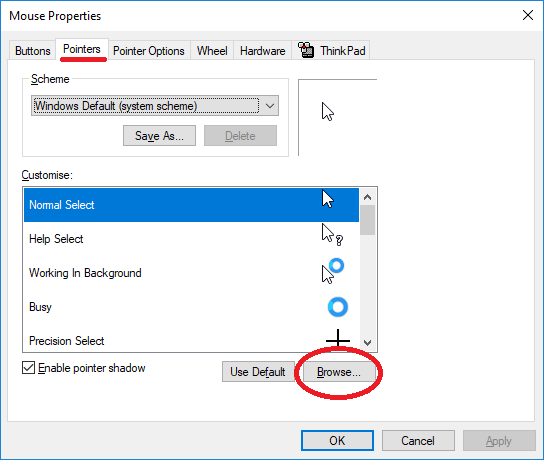 Mouse Properties
Buttons Pointers Pointer Options Wheel Hardware ThinkPad
Scheme
Windows Default (system scheme)
Save As... Delete
Customise:
Normal Select
Help Select
Working In Background
Busy
Precision Select
Enable pointer shadow Use Default Browse...
OK Cancel Apply